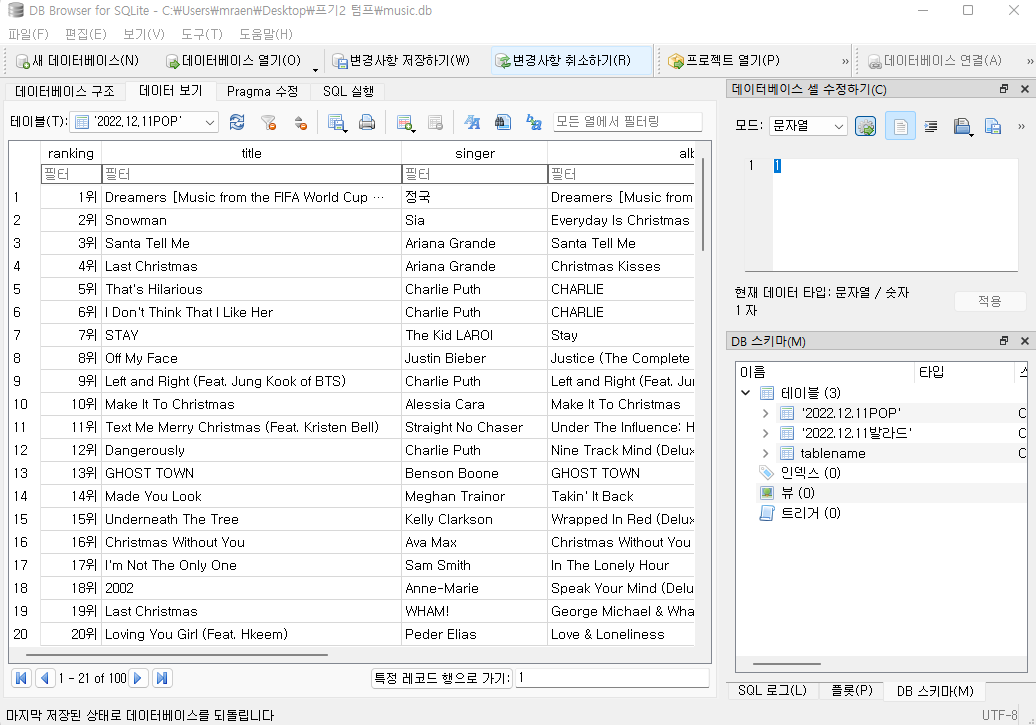 DB Browser for SQLite - C:₩Users₩mraen₩Desktop₩프기2 텀프₩music.db
파일(F) 편집(E) 보기(V) 도구(T) 도움말(H)
새 데이터베이스(N) 데이터베이스 열기(O) 변경사항 저장하기(W) 변경사항 취소하기(R) 프로젝트 열기(P) » 데이터베이스 연결(A) »
데이터베이스 구조 데이터 보기 Pragma 수정 SQL 실행
테이블(T): '2022.12.11POP' 모든 열에서 필터링
ranking title singer alb
필터 필터 필터 필터
1 1위 Dreamers [Music from the FIFA World Cup ⋯ 정국 Dreamers [Music from
2 2위 Snowman Sia Everyday Is Christmas
3 3위 Santa Tell Me Ariana Grande Santa Tell Me
4 4위 Last Christmas Ariana Grande Christmas Kisses
5 5위 That's Hilarious Charlie Puth CHARLIE
6 6위 I Don't Think That I Like Her Charlie Puth CHARLIE
7 7위 STAY The Kid LAROI Stay
8 8위 Off My Face Justin Bieber Justice (The Complete
9 9위 Left and Right (Feat. Jung Kook of BTS) Charlie Puth Left and Right (Feat. Jur
10 10위 Make It To Christmas Alessia Cara Make It To Christmas
11 11위 Text Me Merry Christmas (Feat. Kristen Bell) Straight No Chaser Under The Influence: H
12 12위 Dangerously Charlie Puth Nine Track Mind (Delux
13 13위 GHOST TOWN Benson Boone GHOST TOWN
14 14위 Made You Look Meghan Trainor Takin' It Back
15 15위 Underneath The Tree Kelly Clarkson Wrapped In Red (Delux
16 16위 Christmas Without You Ava Max Christmas Without You
17 17위 I'm Not The Only One Sam Smith In The Lonely Hour
18 18위 2002 Anne-Marie Speak Your Mind (Delu
19 19위 Last Christmas WHAM! George Michael & Wha
20 20위 Loving You Girl (Feat. Hkeem) Peder Elias Love & Loneliness
1 - 21 of 100 특정 레코드 행으로 가기: 1
데이터베이스 셀 수정하기(C)
모드: 문자열 »
1 1
현재 데이터 타입: 문자열 / 숫자
1 자
적용
DB 스키마(M)
이름 타입 스
테이블 (3)
'2022.12.11POP' C
'2022.12.11발라드' C
tablename C
인덱스 (0)
뷰 (0)
트리거 (0)
SQL 로그(L) 플롯(P) DB 스키마(M)
마지막 저장된 상태로 데이터베이스를 되돌립니다 UTF-8